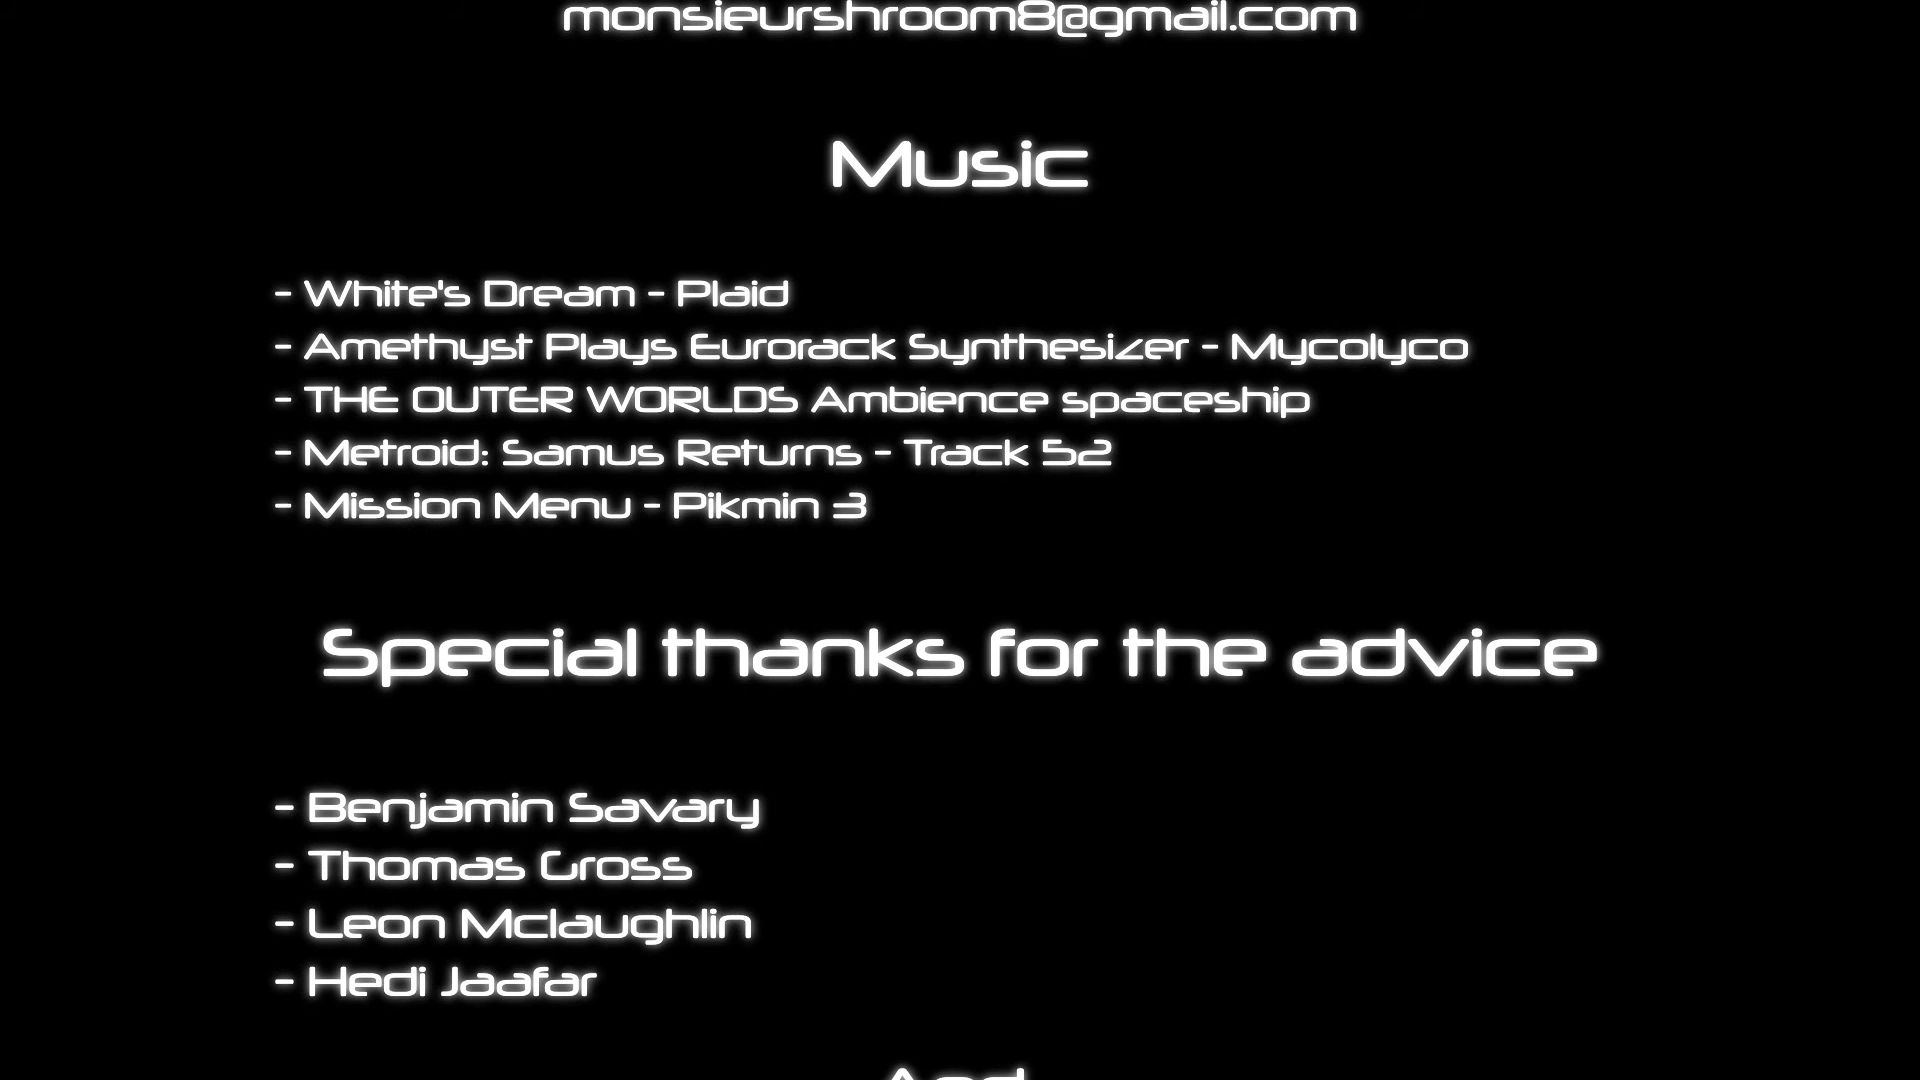 monsieurshroom8@gmail.com
Music
- White's Dream - Plaid
- Amethyst Plays Eurorack Synthesizer - Mycolyco
- THE OUTER WORLDS Ambience spaceship
- Metroid: Samus Returns - Track 52
- Mission Menu - Pikmin 3
Special thanks for the advice
- Benjamin Savary
- Thomas Gross
- Leon Mclaughlin
- Hedi Jaafar
And